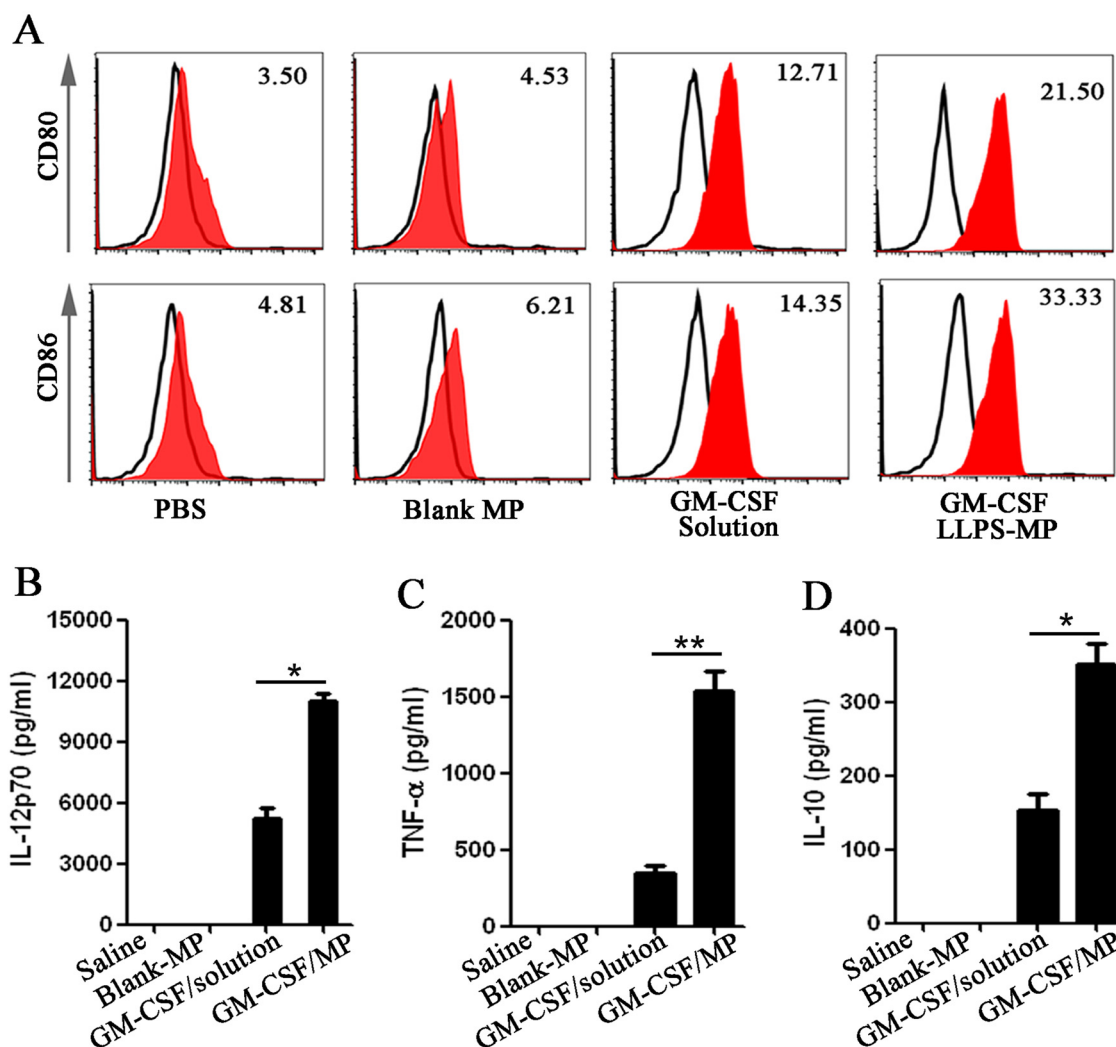 A
CD80
3.50
4.53
12.71
21.50
CD86
4.81
6.21
14.35
33.33
PBS
Blank MP
GM-CSF
Solution
GM-CSF
LLPS-MP
B
IL-12p70 (pg/ml)
15000
12000
9000
6000
3000
0
*
Saline
Blank-MP
GM-CSF/solution
GM-CSF/MP
C
TNF-α (pg/ml)
2000
1500
1000
500
0
**
Saline
Blank-MP
GM-CSF/solution
GM-CSF/MP
D
IL-10 (pg/ml)
400
300
200
100
0
*
Saline
Blank-MP
GM-CSF/solution
GM-CSF/MP